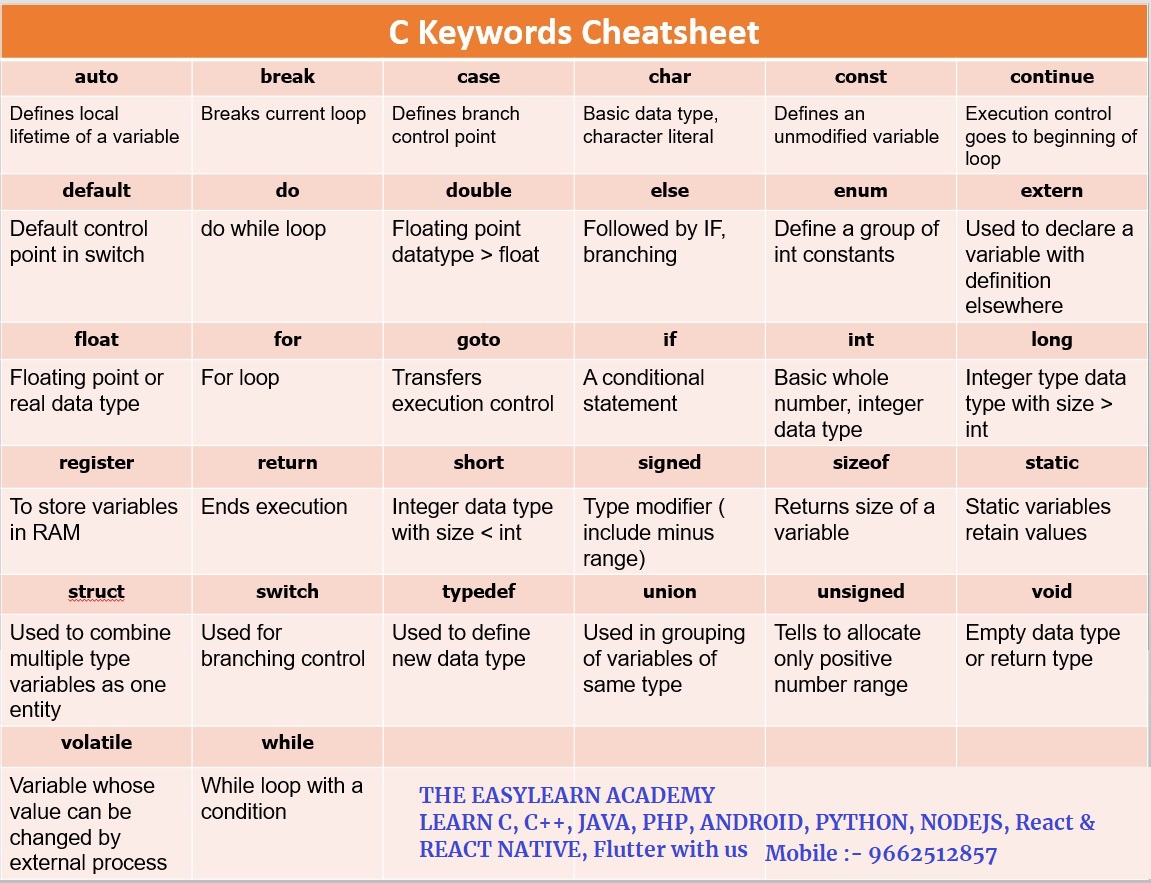 C Keywords Cheatsheet
auto
break
case
char
const
continue
Defines local
lifetime of a variable
Breaks current loop
Defines branch
control point
Basic data type,
character literal
Defines an
unmodified variable
Execution control
goes to beginning of
loop
default
do
double
else
enum
extern
Default control
point in switch
do while loop
Floating point
datatype > float
Followed by IF,
branching
Define a group of
int constants
Used to declare a
variable with
definition
elsewhere
float
for
goto
if
int
long
Floating point or
real data type
For loop
Transfers
execution control
A conditional
statement
Basic whole
number, integer
data type
Integer type data
type with size >
int
register
return
short
signed
sizeof
static
To store variables
in RAM
Ends execution
Integer data type
with size < int
Type modifier (
include minus
range)
Returns size of a
variable
Static variables
retain values
struct
switch
typedef
union
unsigned
void
Used to combine
multiple type
variables as one
entity
Used for
branching control
Used to define
new data type
Used in grouping
of variables of
same type
Tells to allocate
only positive
number range
Empty data type
or return type
volatile
while
Variable whose
value can be
changed by
external process
While loop with a
condition
THE EASYLEARN ACADEMY
LEARN C, C++, JAVA, PHP, ANDROID, PYTHON, NODEJS, React &
REACT NATIVE, Flutter with us
Mobile :- 9662512857